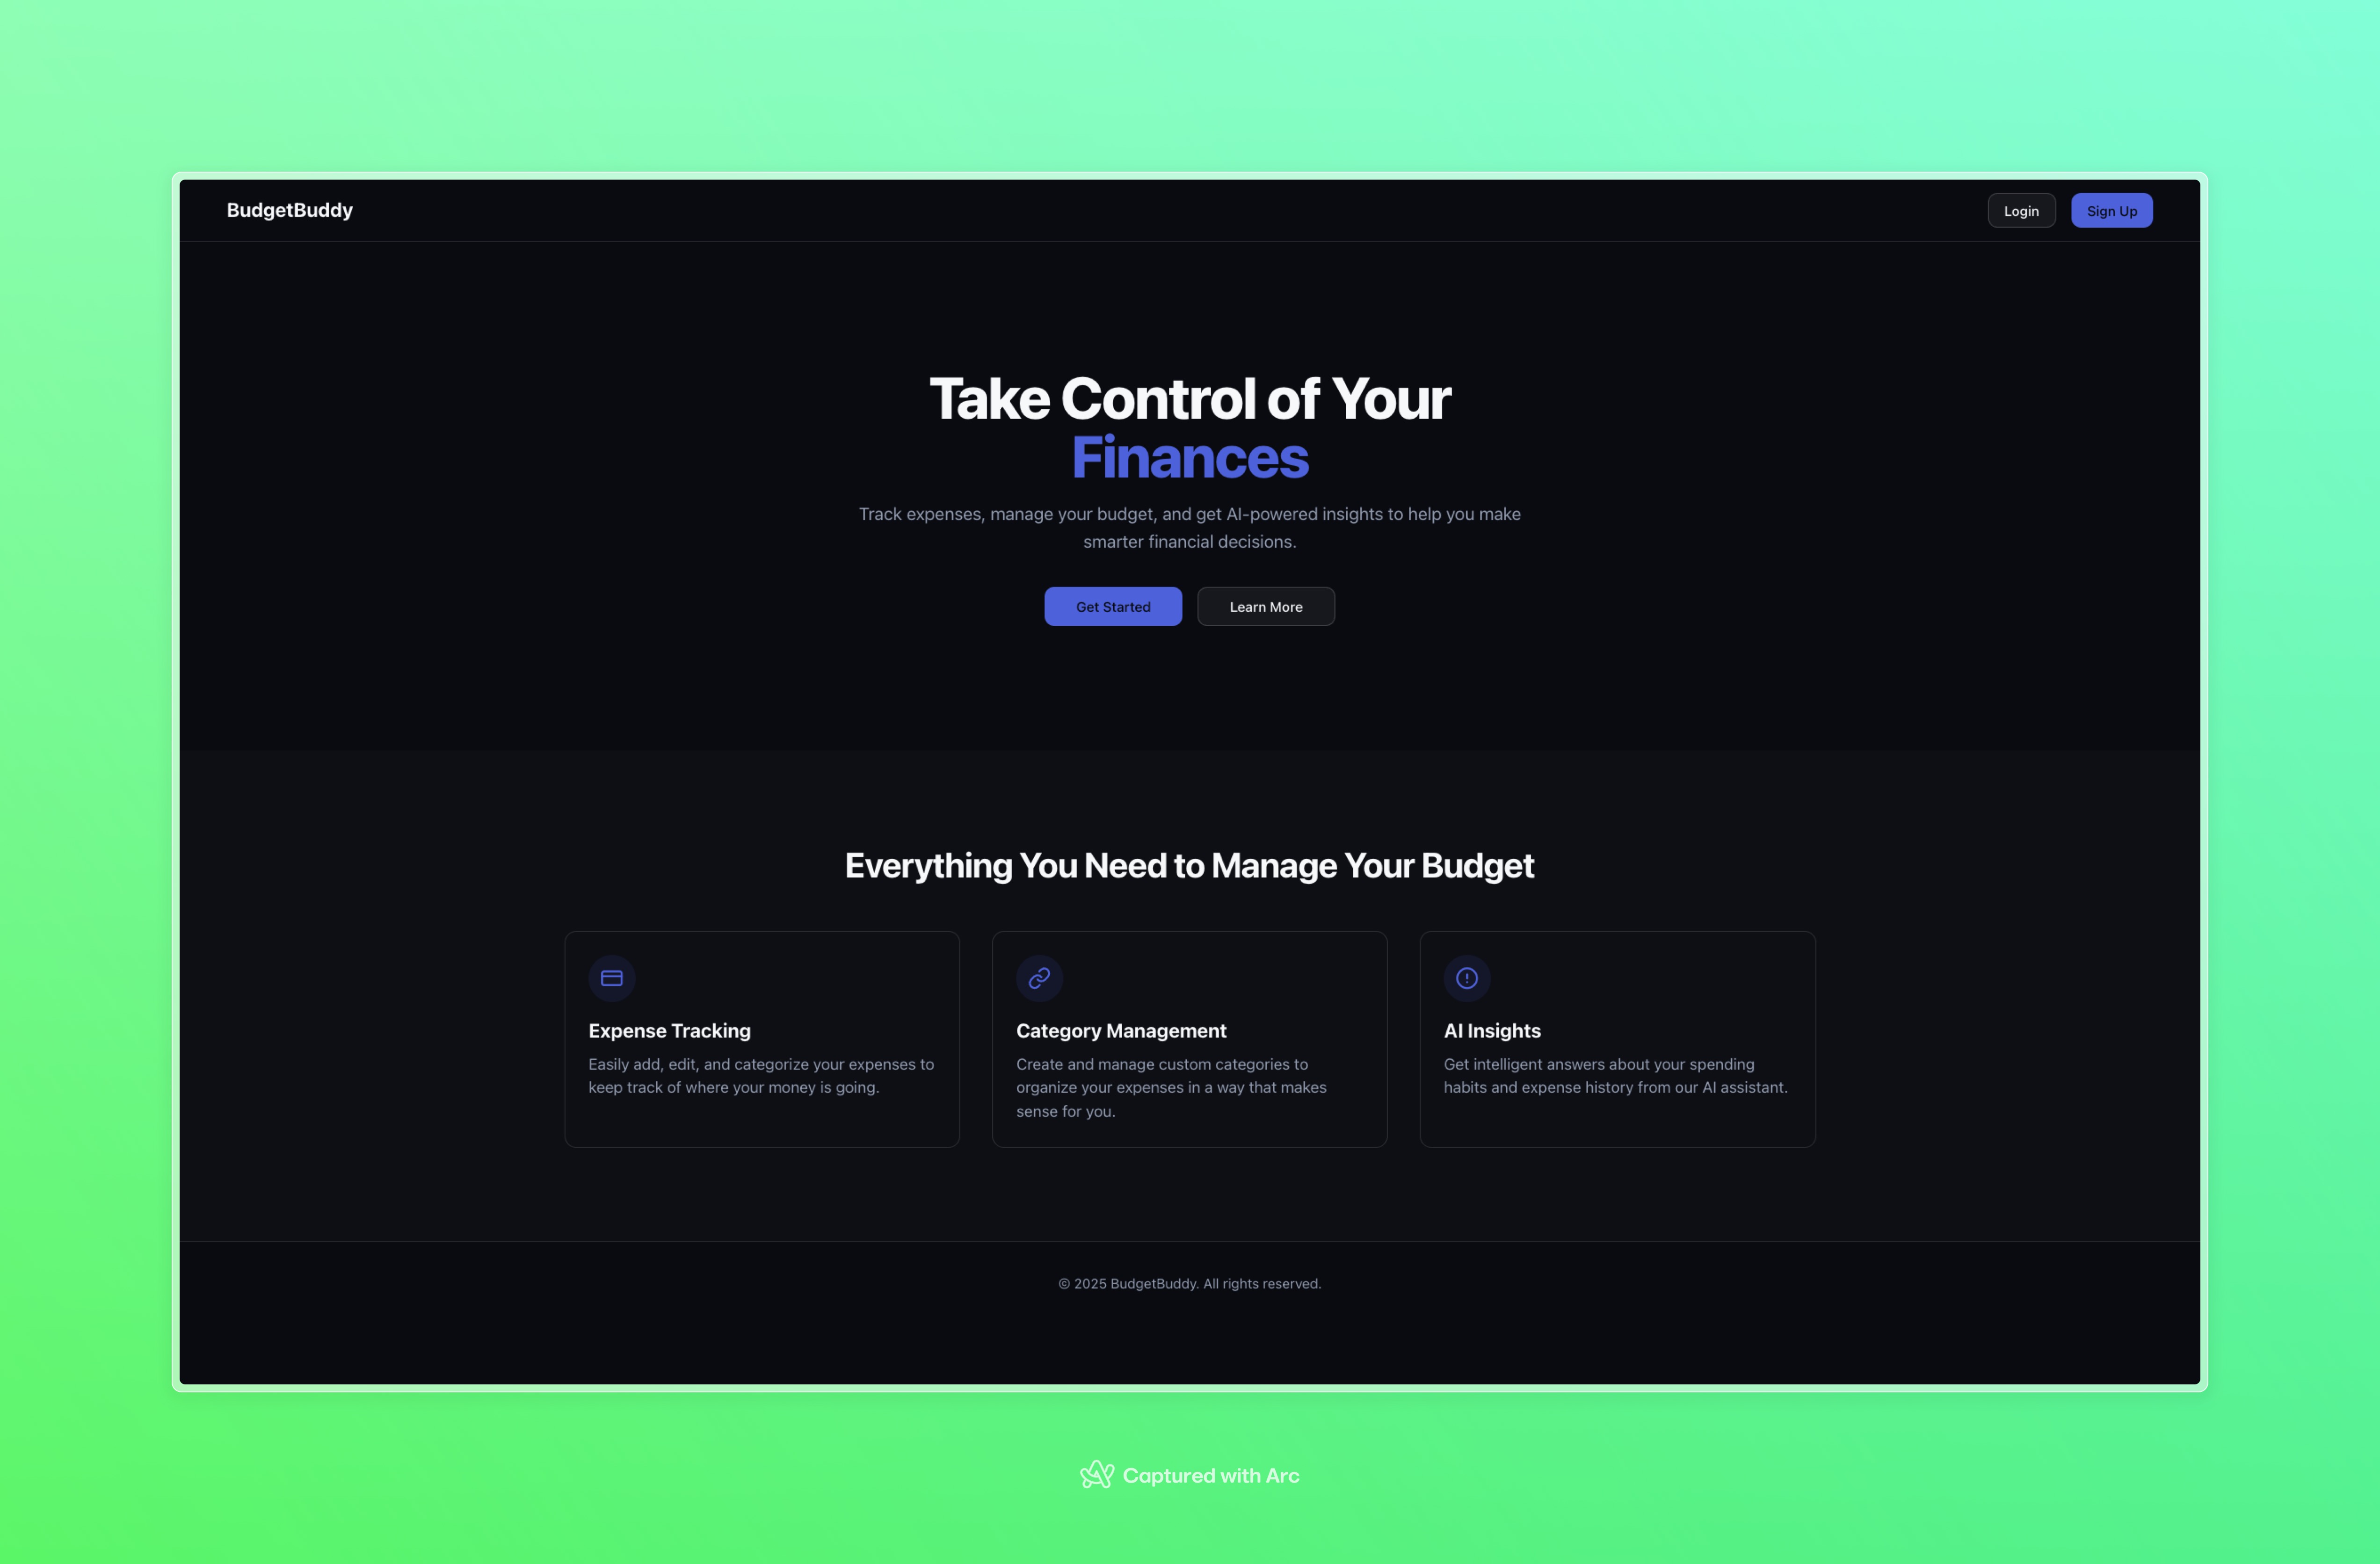 BudgetBuddy
Login
Sign Up
Take Control of Your
Finances
Track expenses, manage your budget, and get AI-powered insights to help you make
smarter financial decisions.
Get Started
Learn More
Everything You Need to Manage Your Budget
Expense Tracking
Easily add, edit, and categorize your expenses to
keep track of where your money is going.
Category Management
Create and manage custom categories to
organize your expenses in a way that makes
sense for you.
AI Insights
Get intelligent answers about your spending
habits and expense history from our AI assistant.
© 2025 BudgetBuddy. All rights reserved.
Captured with Arc